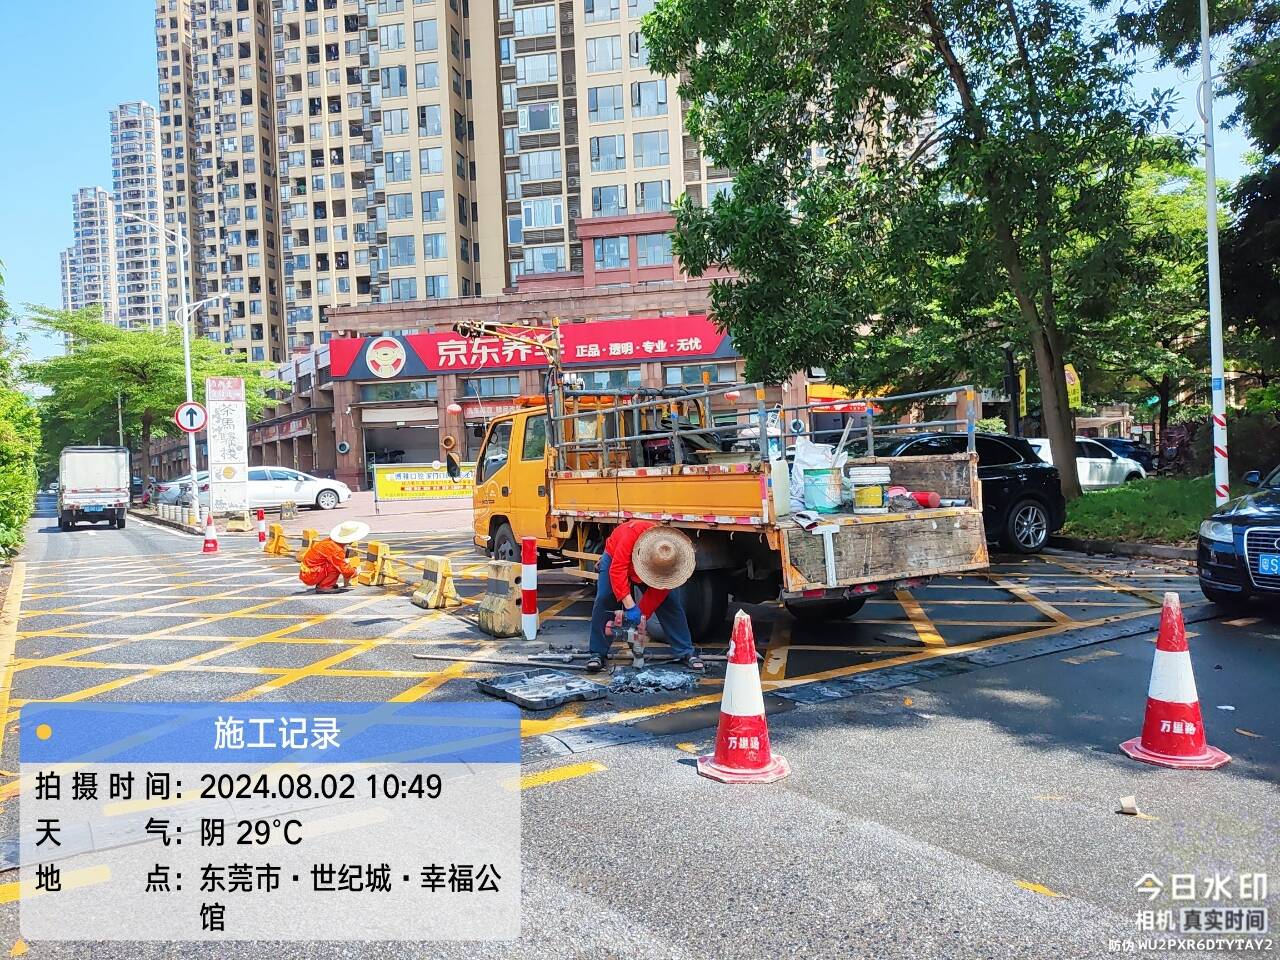 京东养车 正品·透明·专业·无忧
万里路
万里路
施工记录
拍摄时间: 2024.08.02 10:49
天气: 阴 29°C
地点: 东莞市·世纪城·幸福公
馆
今日水印
相机 真实时间
防伪 WU2PXR6DTYTAY2